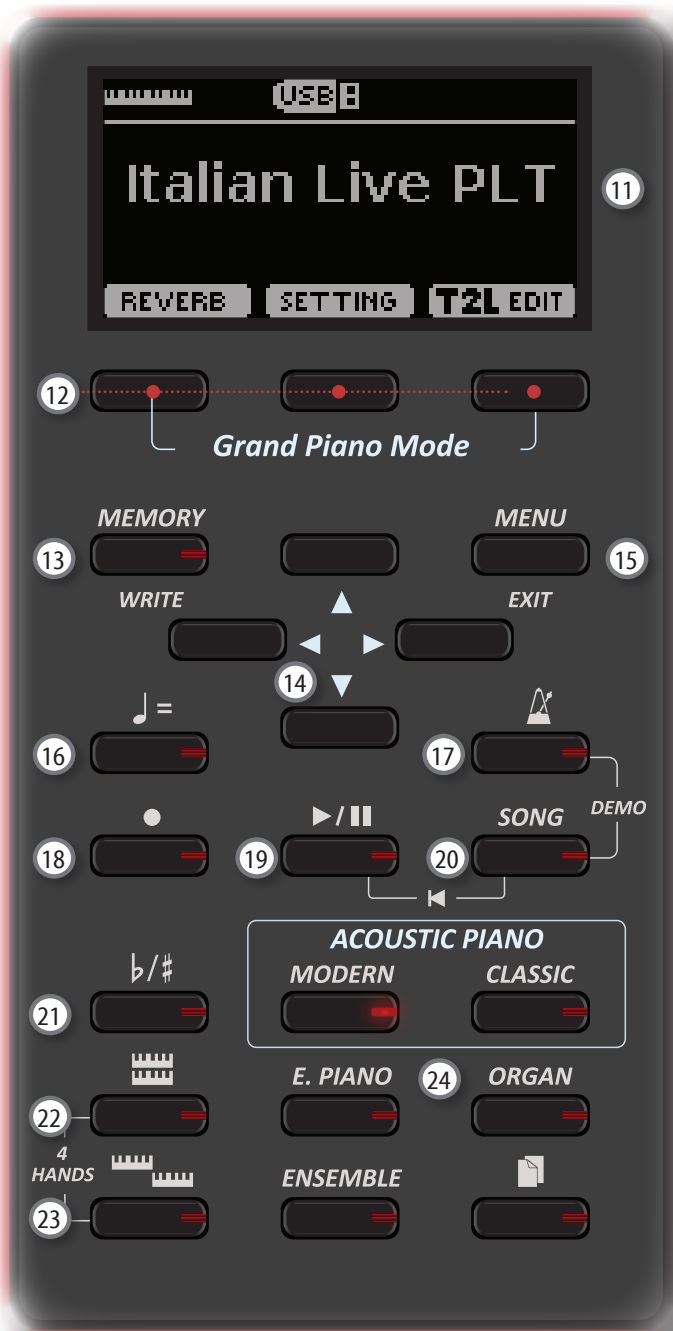 USB
Italian Live PLT
11
REVERB SETTING T2L EDIT
12
Grand Piano Mode
MEMORY MENU
13 15
WRITE EXIT
14
♩=
16 17
DEMO
● ▶/II SONG
18 19 20
ACOUSTIC PIANO
♭/♯ MODERN CLASSIC
21
E. PIANO 24 ORGAN
22
4
HANDS
ENSEMBLE
23